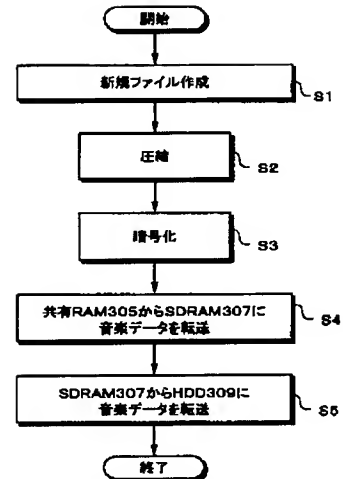 開始
新規ファイル作成
S1
圧縮
S2
暗号化
S3
共有RAM305からSDRAM307に
音楽データを転送
S4
SDRAM307からHDD309に
音楽データを転送
S5
終了